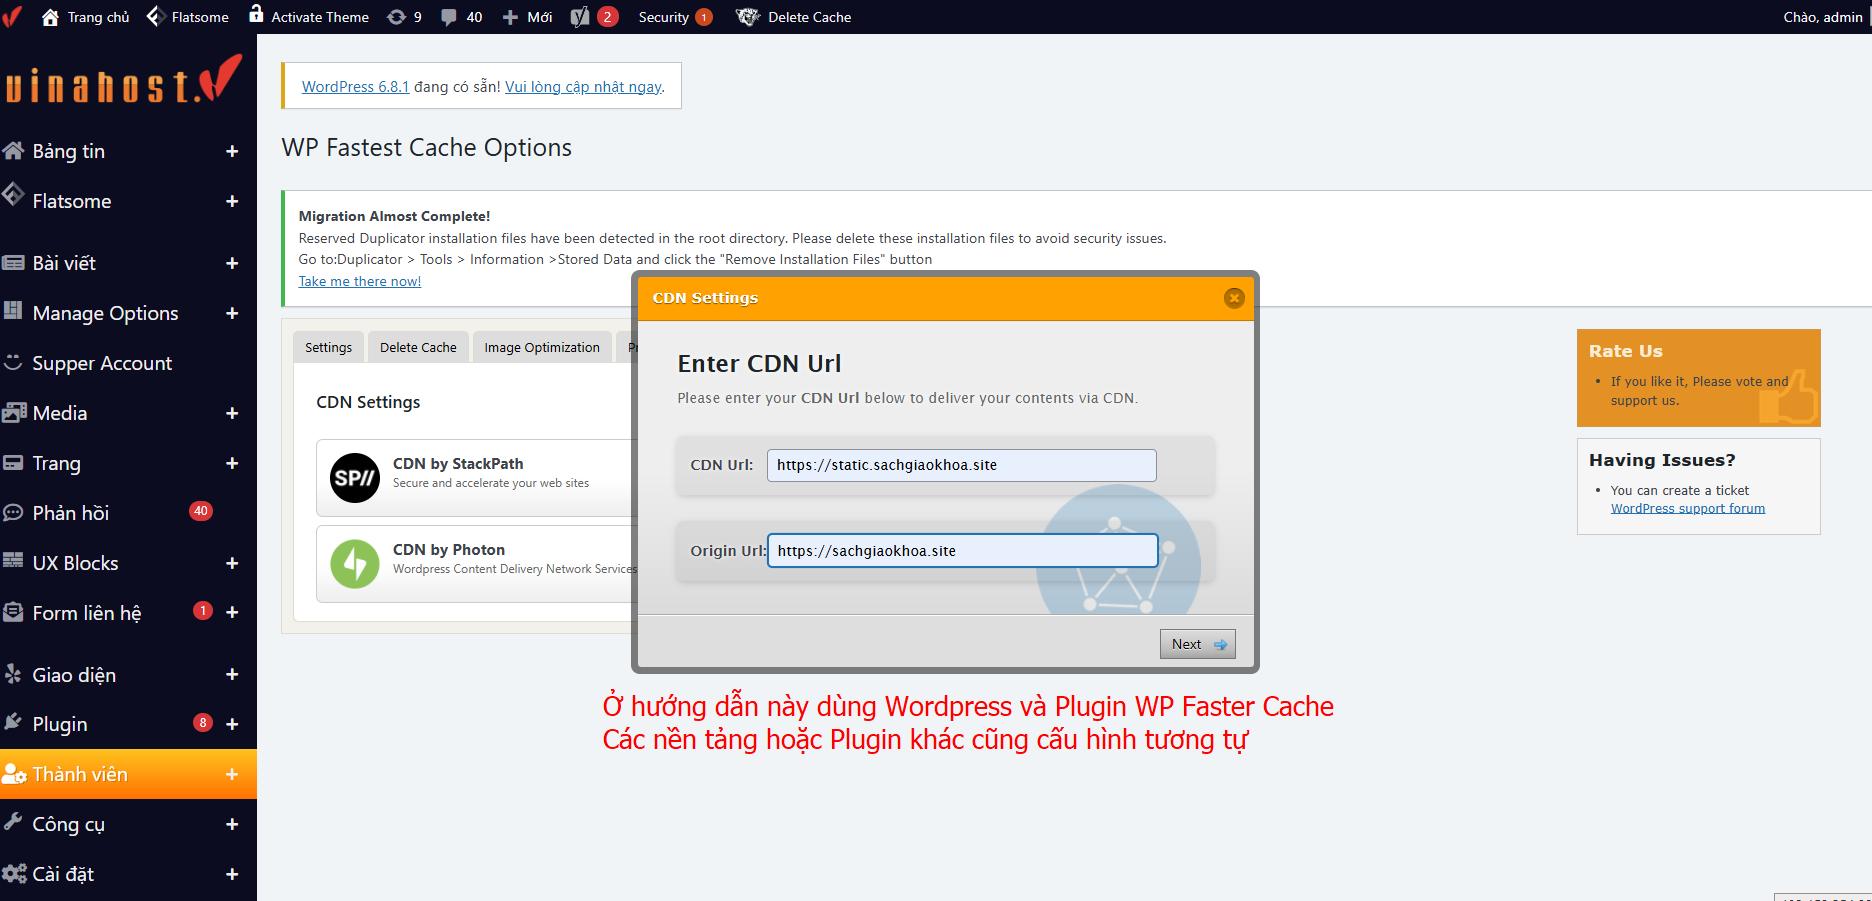 Trang chủ
Flatsome
Activate Theme
9
40
Mới
2
Security 1
Delete Cache
Chào, admin
vinahost.
Bảng tin +
Flatsome +
Bài viết +
Manage Options +
Supper Account
Media +
Trang +
Phản hồi 40
UX Blocks +
Form liên hệ 1 +
Giao diện +
Plugin 8 +
Thành viên +
Công cụ +
Cài đặt +
WordPress 6.8.1 đang có sẵn! Vui lòng cập nhật ngay.
WP Fastest Cache Options
Migration Almost Complete!
Reserved Duplicator installation files have been detected in the root directory. Please delete these installation files to avoid security issues.
Go to:Duplicator > Tools > Information >Stored Data and click the "Remove Installation Files" button
Take me there now!
Settings
Delete Cache
Image Optimization
CDN Settings
SP//
CDN by StackPath
Secure and accelerate your web sites
CDN by Photon
Wordpress Content Delivery Network Services
CDN Settings
Enter CDN Url
Please enter your CDN Url below to deliver your contents via CDN.
CDN Url: https://static.sachgiaokhoa.site
Origin Url: https://sachgiaokhoa.site
Next
Rate Us
• If you like it, Please vote and
support us.
Having Issues?
• You can create a ticket
WordPress support forum
Ở hướng dẫn này dùng Wordpress và Plugin WP Faster Cache
Các nền tảng hoặc Plugin khác cũng cấu hình tương tự